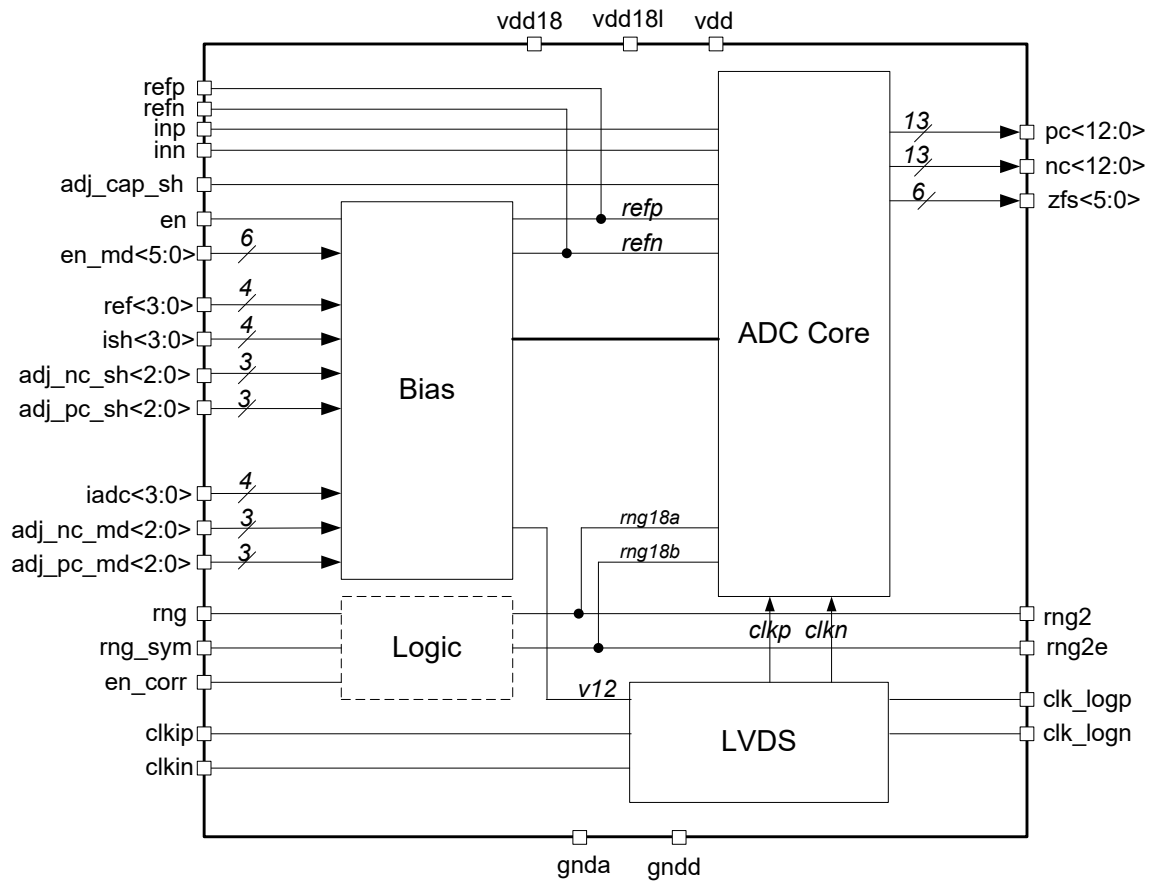 vdd18
vdd18l
vdd
refp
refn
inp
inn
adj_cap_sh
en
en_md<5:0>
6
ref<3:0>
4
ish<3:0>
4
adj_nc_sh<2:0>
3
adj_pc_sh<2:0>
3
iadc<3:0>
4
adj_nc_md<2:0>
3
adj_pc_md<2:0>
3
rng
rng_sym
en_corr
clkip
clkin
Bias
Logic
refp
refn
rng18a
rng18b
v12
ADC Core
clkp
clkn
LVDS
13
pc<12:0>
13
nc<12:0>
6
zfs<5:0>
rng2
rng2e
clk_logp
clk_logn
gnda
gndd